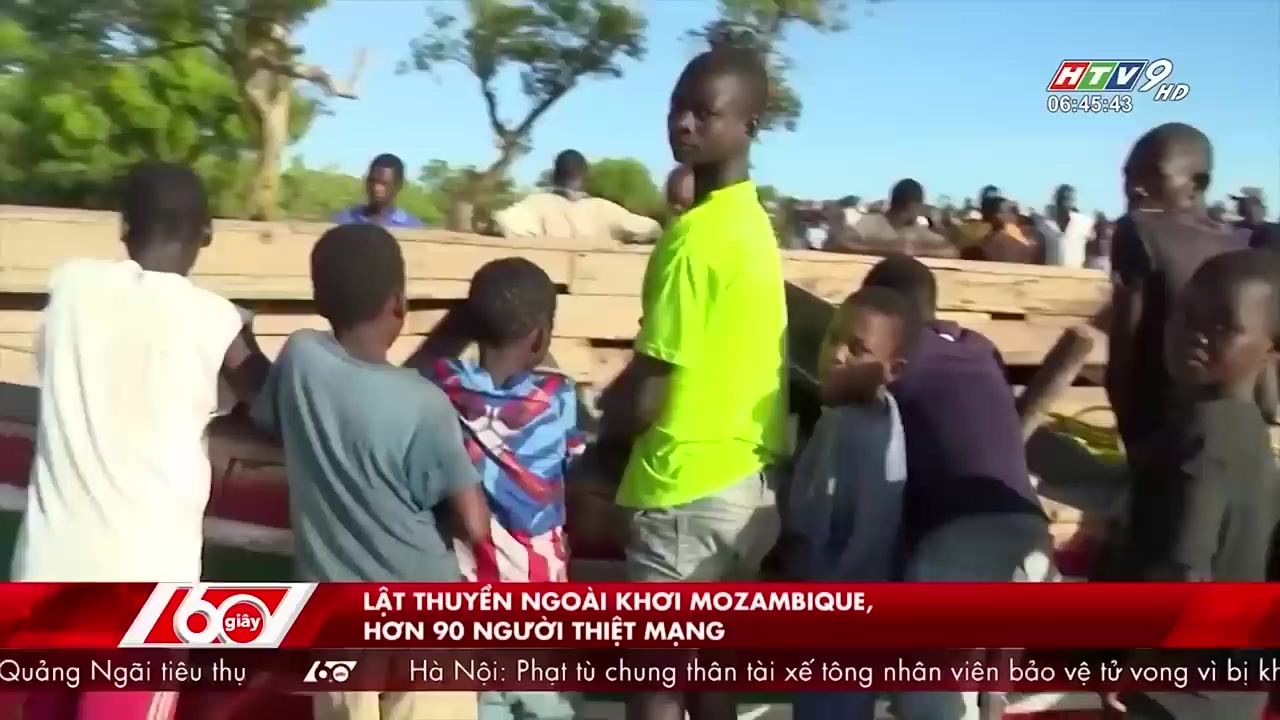 HTV9 HD
06:45:43
60 giây
LẬT THUYỀN NGOÀI KHƠI MOZAMBIQUE,
HƠN 90 NGƯỜI THIỆT MẠNG
Quảng Ngãi tiêu thụ 60 giây Hà Nội: Phạt tù chung thân tài xế tông nhân viên bảo vệ tử vong vì bị